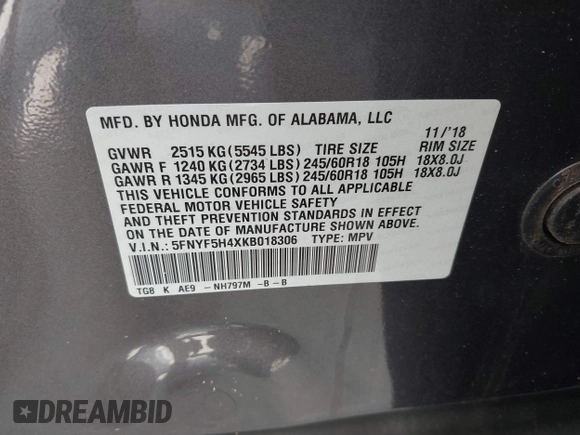 MFD. BY HONDA MFG. OF ALABAMA, LLC
11/'18
GVWR 2515 KG (5545 LBS) TIRE SIZE RIM SIZE
GAWR F 1240 KG (2734 LBS) 245/60R18 105H 18X8.0J
GAWR R 1345 KG (2965 LBS) 245/60R18 105H 18X8.0J
THIS VEHICLE CONFORMS TO ALL APPLICABLE
FEDERAL MOTOR VEHICLE SAFETY
AND THEFT PREVENTION STANDARDS IN EFFECT
ON THE DATE OF MANUFACTURE SHOWN ABOVE.
V.I.N.: 5FNYF5H4XKB018306 TYPE: MPV
TG8 K AE9 -NH797M -B -B
DREAMBID